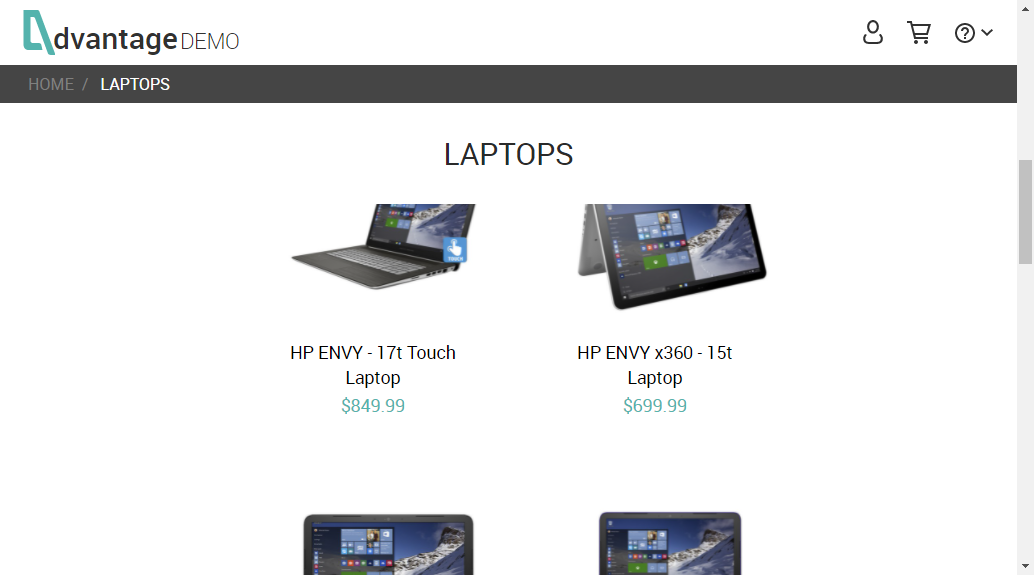 dvantage DEMO
HOME / LAPTOPS
LAPTOPS
TOUCH
HP ENVY - 17t Touch
Laptop
$849.99
HP ENVY x360 - 15t
Laptop
$699.99